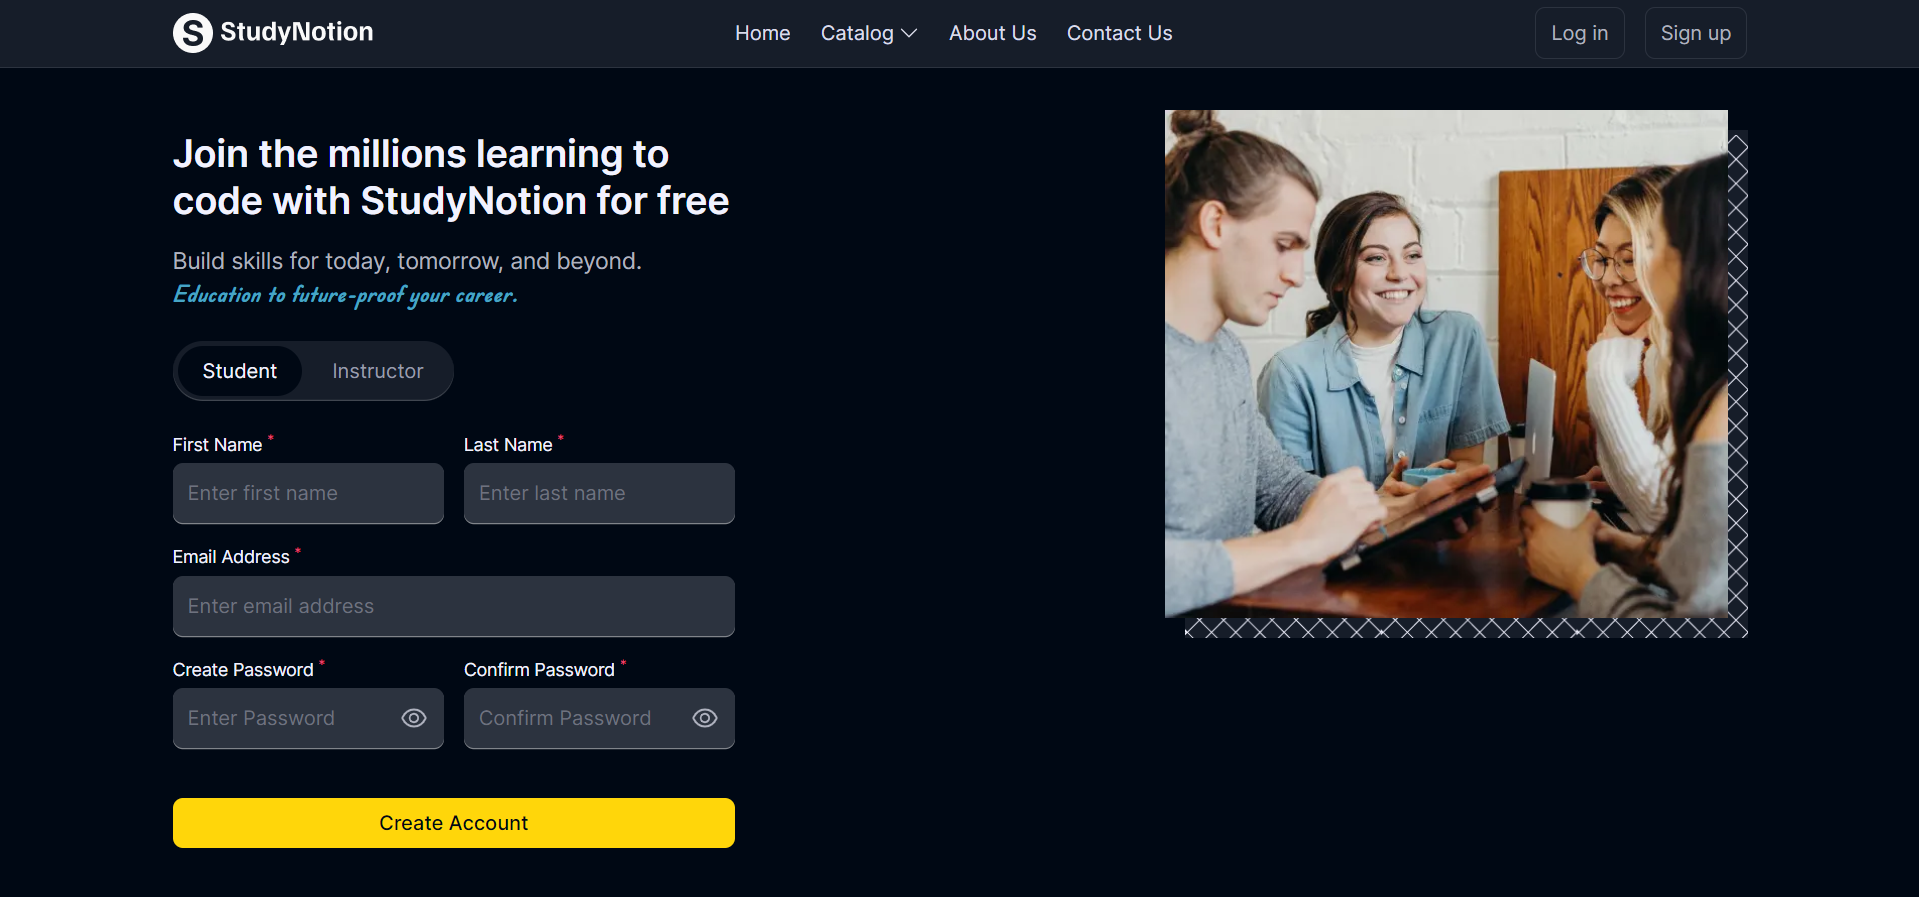 S StudyNotion
Home Catalog About Us Contact Us
Log in Sign up
Join the millions learning to
code with StudyNotion for free
Build skills for today, tomorrow, and beyond.
Education to future-proof your career.
Student Instructor
First Name * Last Name *
Enter first name Enter last name
Email Address *
Enter email address
Create Password * Confirm Password *
Enter Password Confirm Password
Create Account